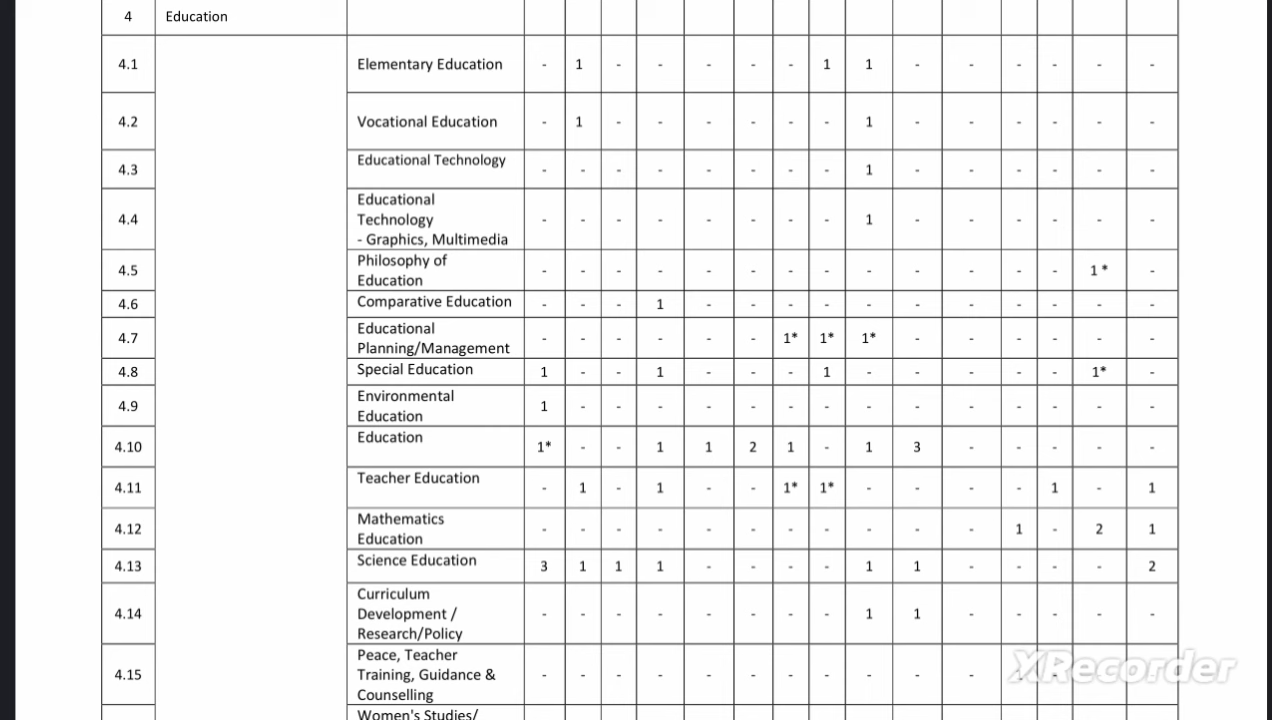 4 Education
4.1 Elementary Education - 1 - - - - - 1 1 - - - - - -
4.2 Vocational Education - 1 - - - - - - 1 - - - - - -
4.3 Educational Technology - - - - - - - - 1 - - - - - -
4.4 Educational
Technology
- Graphics, Multimedia - - - - - - - - 1 - - - - - -
4.5 Philosophy of
Education - - - - - - - - - - - - - 1 * -
4.6 Comparative Education - - - 1 - - - - - - - - - - -
4.7 Educational
Planning/Management - - - - - - 1* 1* 1* - - - - - -
4.8 Special Education 1 - - 1 - - - 1 - - - - - 1* -
4.9 Environmental
Education 1 - - - - - - - - - - - - - -
4.10 Education 1* - - 1 1 2 1 - 1 3 - - - - -
4.11 Teacher Education - 1 - 1 - - 1* 1* - - - - 1 - 1
4.12 Mathematics
Education - - - - - - - - - - - 1 - 2 1
4.13 Science Education 3 1 1 1 - - - - 1 1 - - - - 2
4.14 Curriculum
Development /
Research/Policy - - - - - - - - 1 1 - - - - -
4.15 Peace, Teacher
Training, Guidance &
Counselling - - - - - - - - - - - - - - -
Women's Studies/
XRecorder